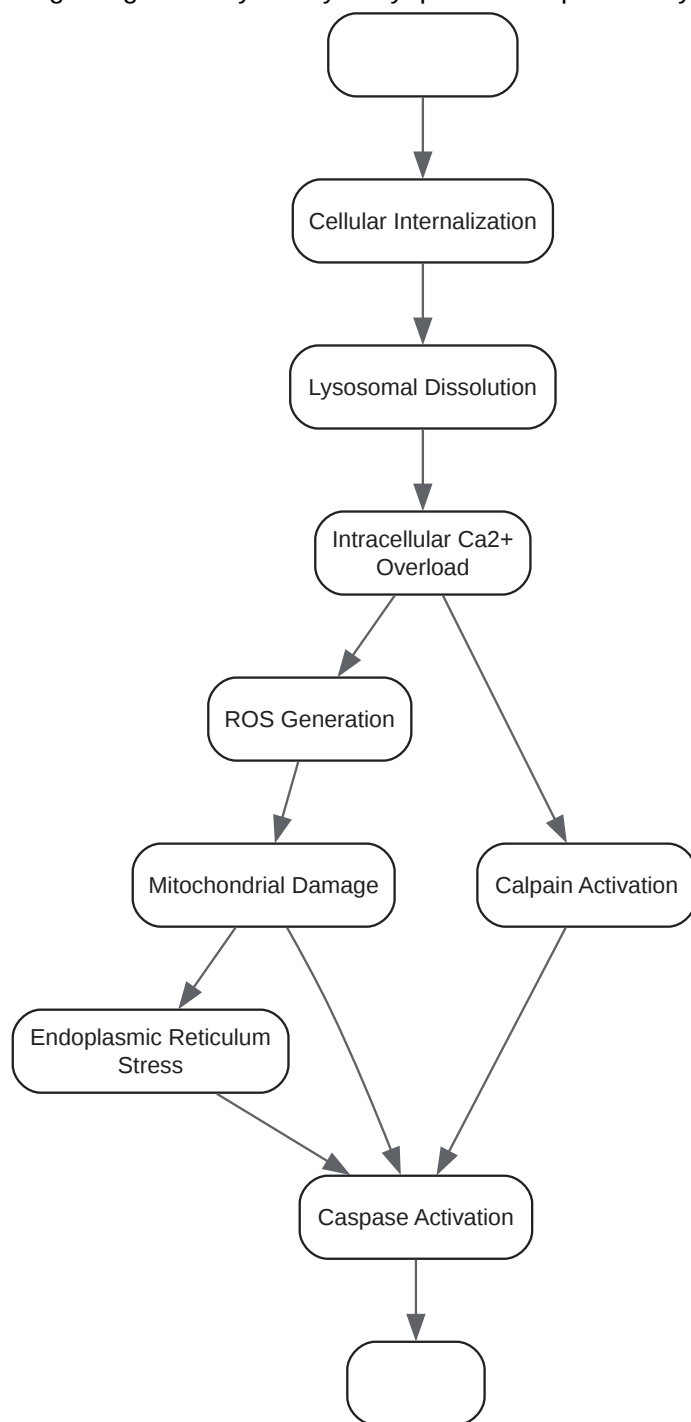 Cellular Internalization
Lysosomal Dissolution
Intracellular Ca2+
Overload
ROS Generation
Mitochondrial Damage
Calpain Activation
Endoplasmic Reticulum
Stress
Caspase Activation